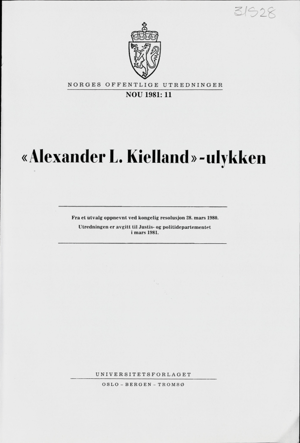 31528
NORGES OFFENTLIGE UTREDNINGER
NOU 1981: 11
«Alexander L. Kielland»-ulykken
Fra et utvalg oppnevnt ved kongelig resolusjon 28. mars 1980.
Utredningen er avgitt til Justis- og politidepartementet
i mars 1981.
UNIVERSITETSFORLAGET
OSLO - BERGEN - TROMSØ